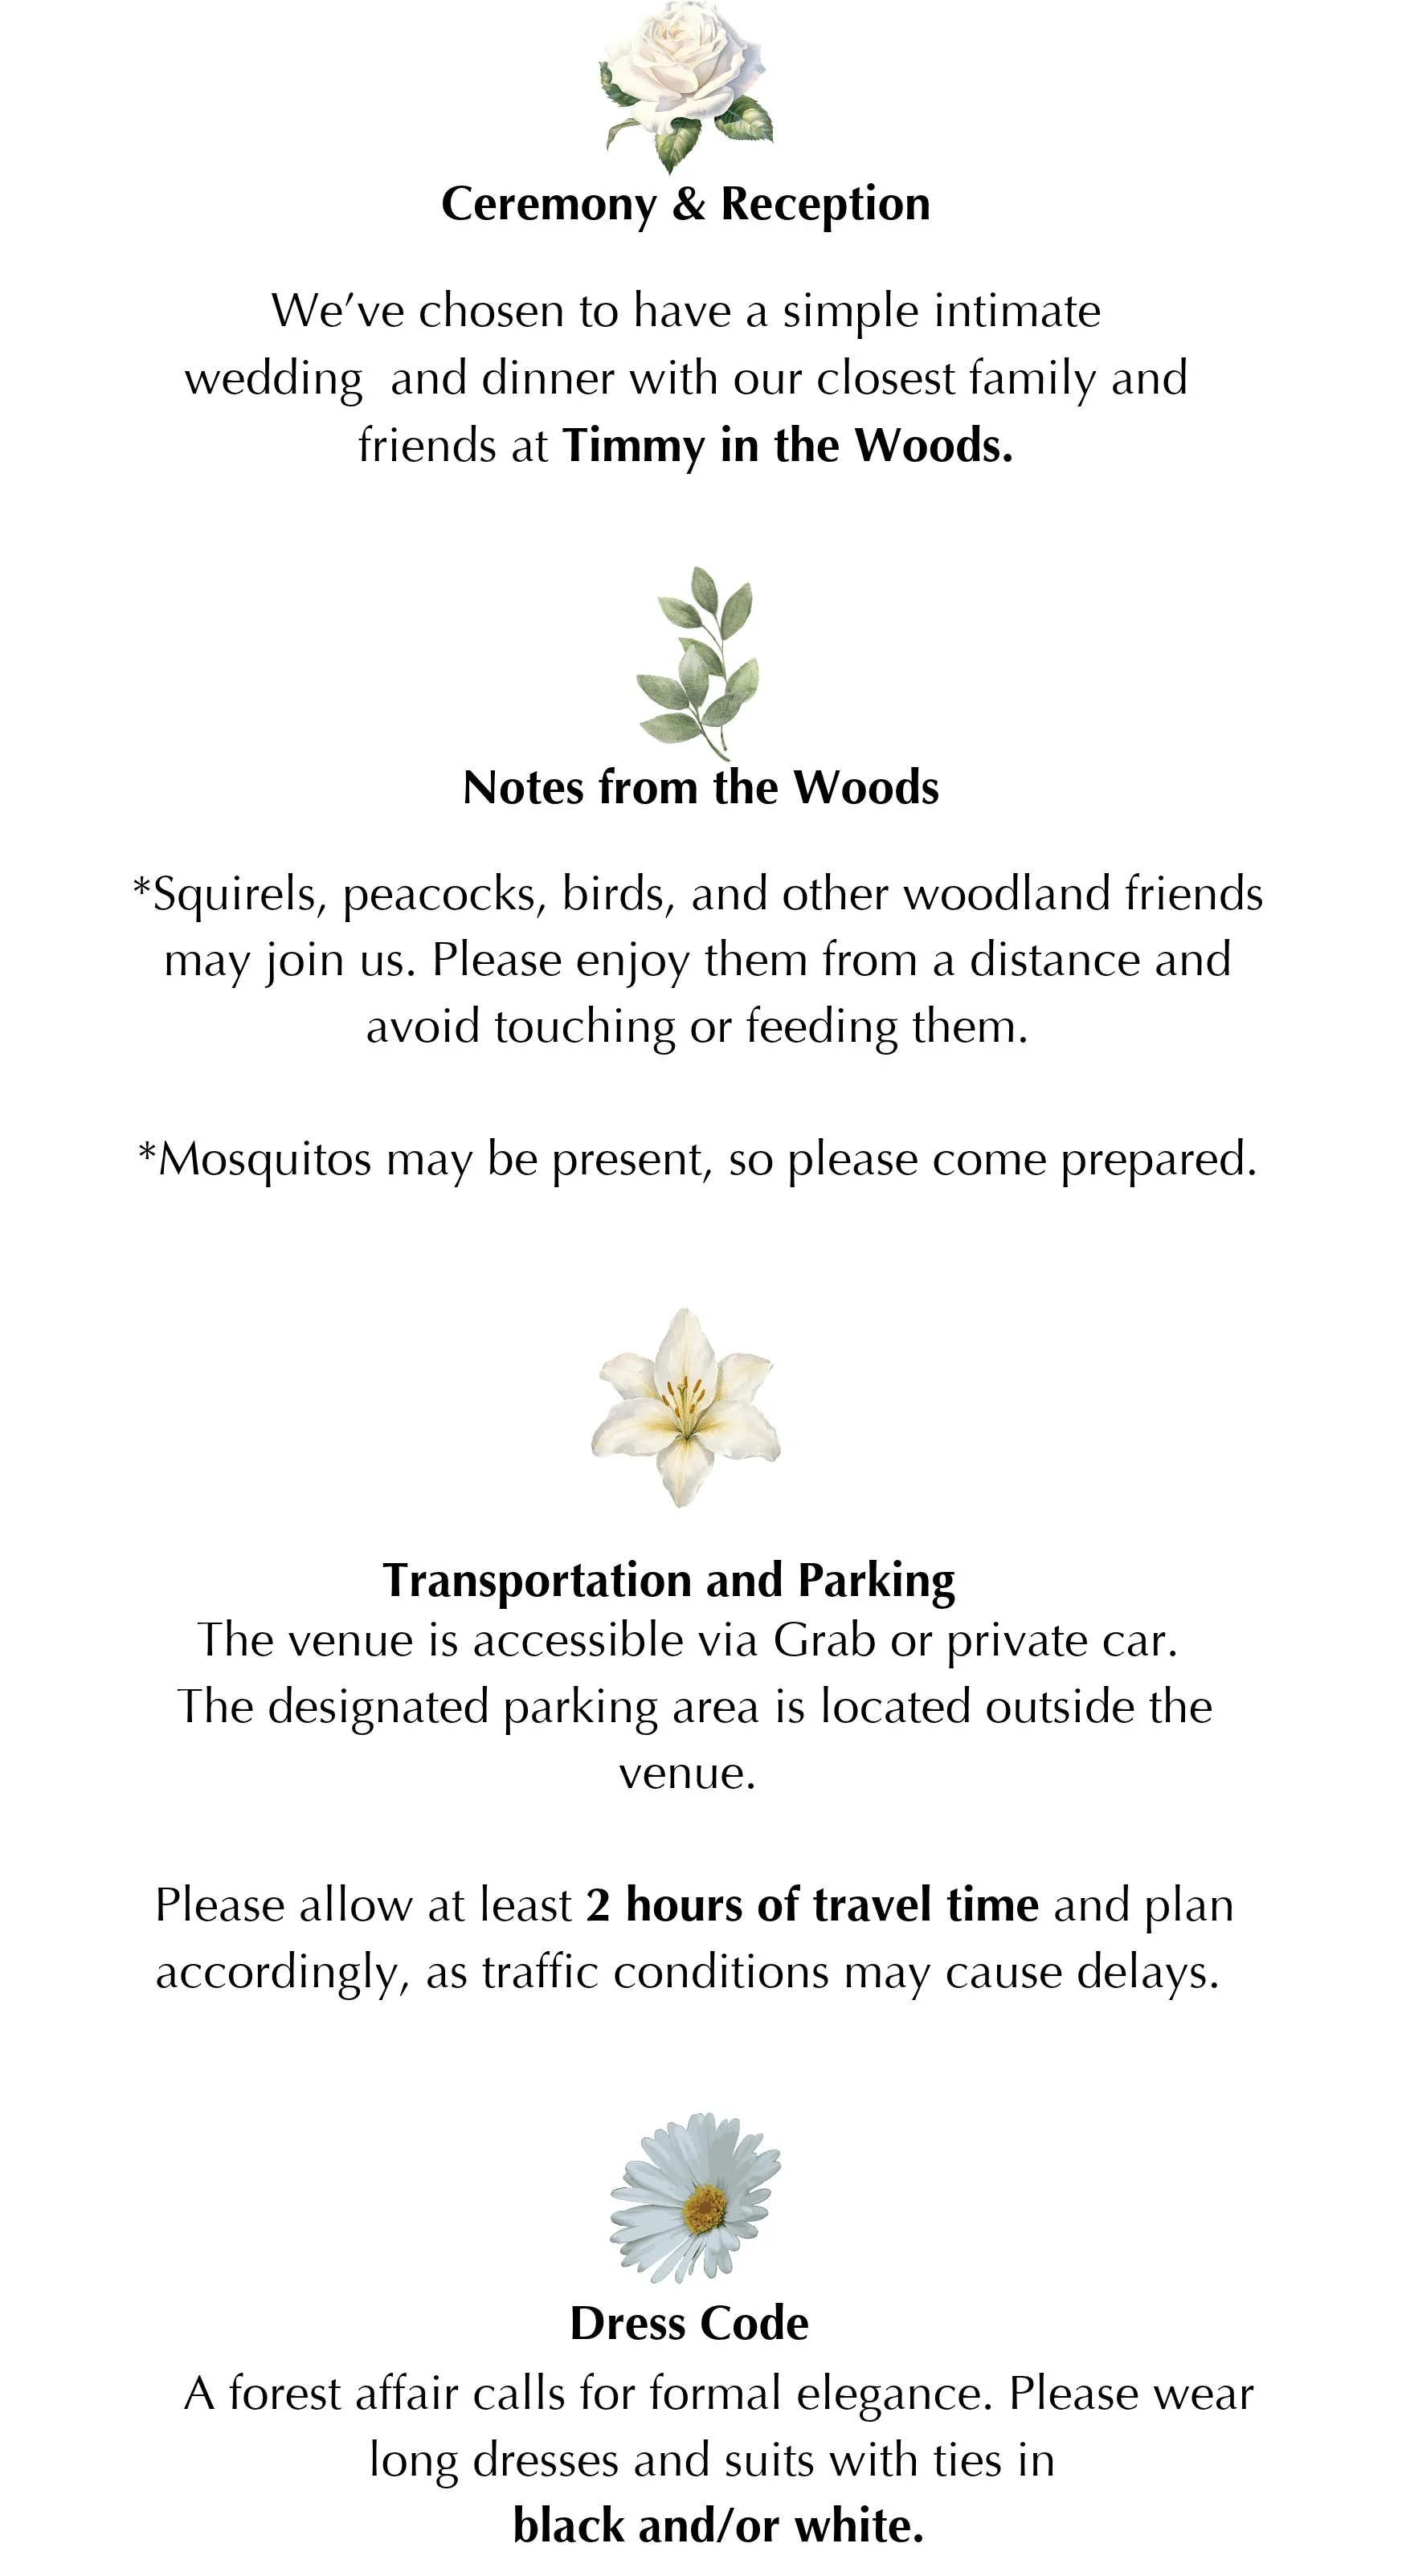 Ceremony & Reception
We’ve chosen to have a simple intimate
wedding  and dinner with our closest family and
friends at Timmy in the Woods.
Notes from the Woods
*Squirrels, peacocks, birds, and other woodland friends
may join us. Please enjoy them from a distance and
avoid touching or feeding them.
*Mosquitos may be present, so please come prepared.
Transportation and Parking
The venue is accessible via Grab or private car.
The designated parking area is located outside the
venue.
Please allow at least 2 hours of travel time and plan
accordingly, as traffic conditions may cause delays.
Dress Code
A forest affair calls for formal elegance. Please wear
long dresses and suits with ties in
black and/or white.